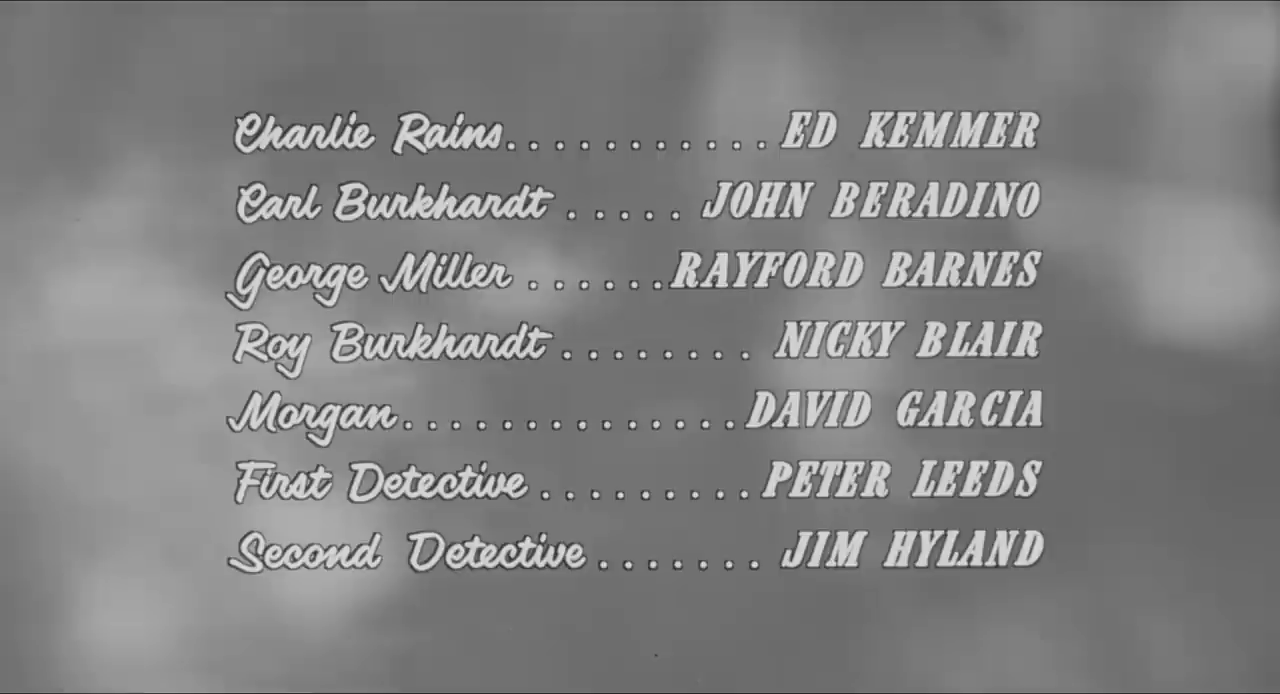 Charlie Rains........... ED KEMMER
Carl Burkhardt ..... JOHN BERADINO
George Miller ......RAYFORD BARNES
Roy Burkhardt ........ NICKY BLAIR
Morgan..............DAVID GARCIA
First Detective .........PETER LEEDS
Second Detective ....... JIM HYLAND